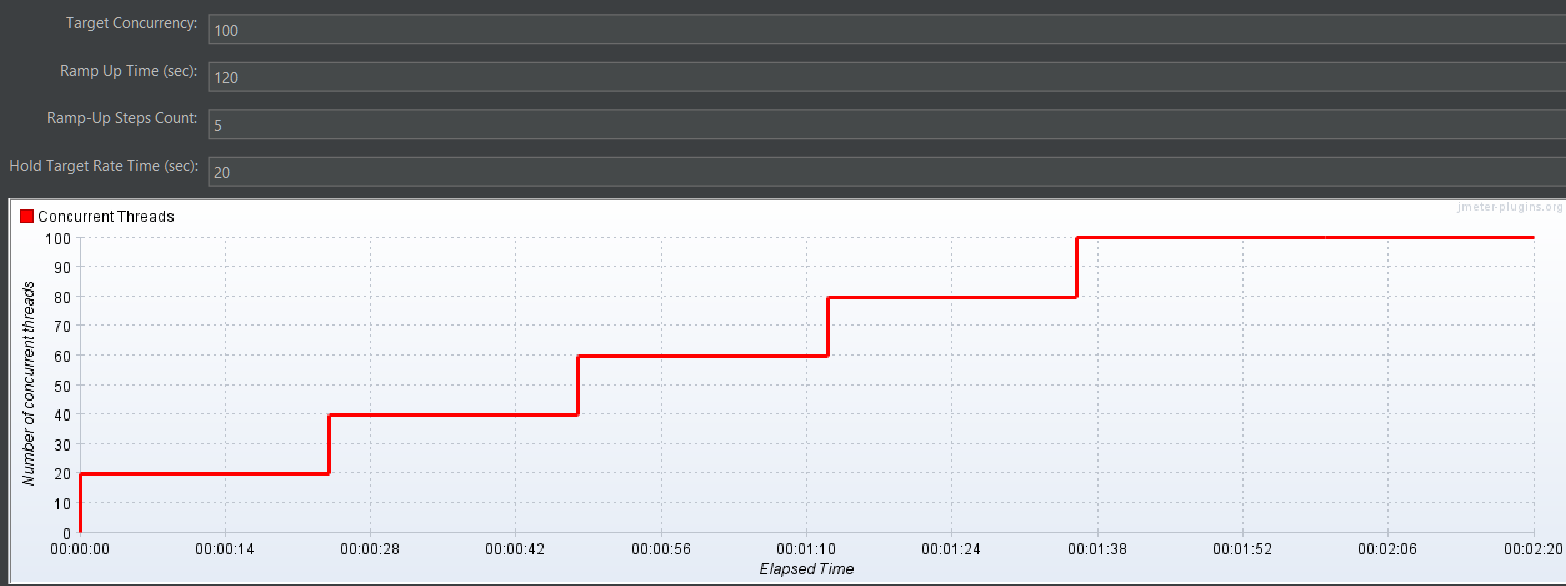 Target Concurrency: 100
Ramp Up Time (sec): 120
Ramp-Up Steps Count: 5
Hold Target Rate Time (sec): 20
Concurrent Threads
jmeter-plugins.org
Number of concurrent threads
100
90
80
70
60
50
40
30
20
10
0
00:00:00 00:00:14 00:00:28 00:00:42 00:00:56 00:01:10 00:01:24 00:01:38 00:01:52 00:02:06 00:02:20
Elapsed Time